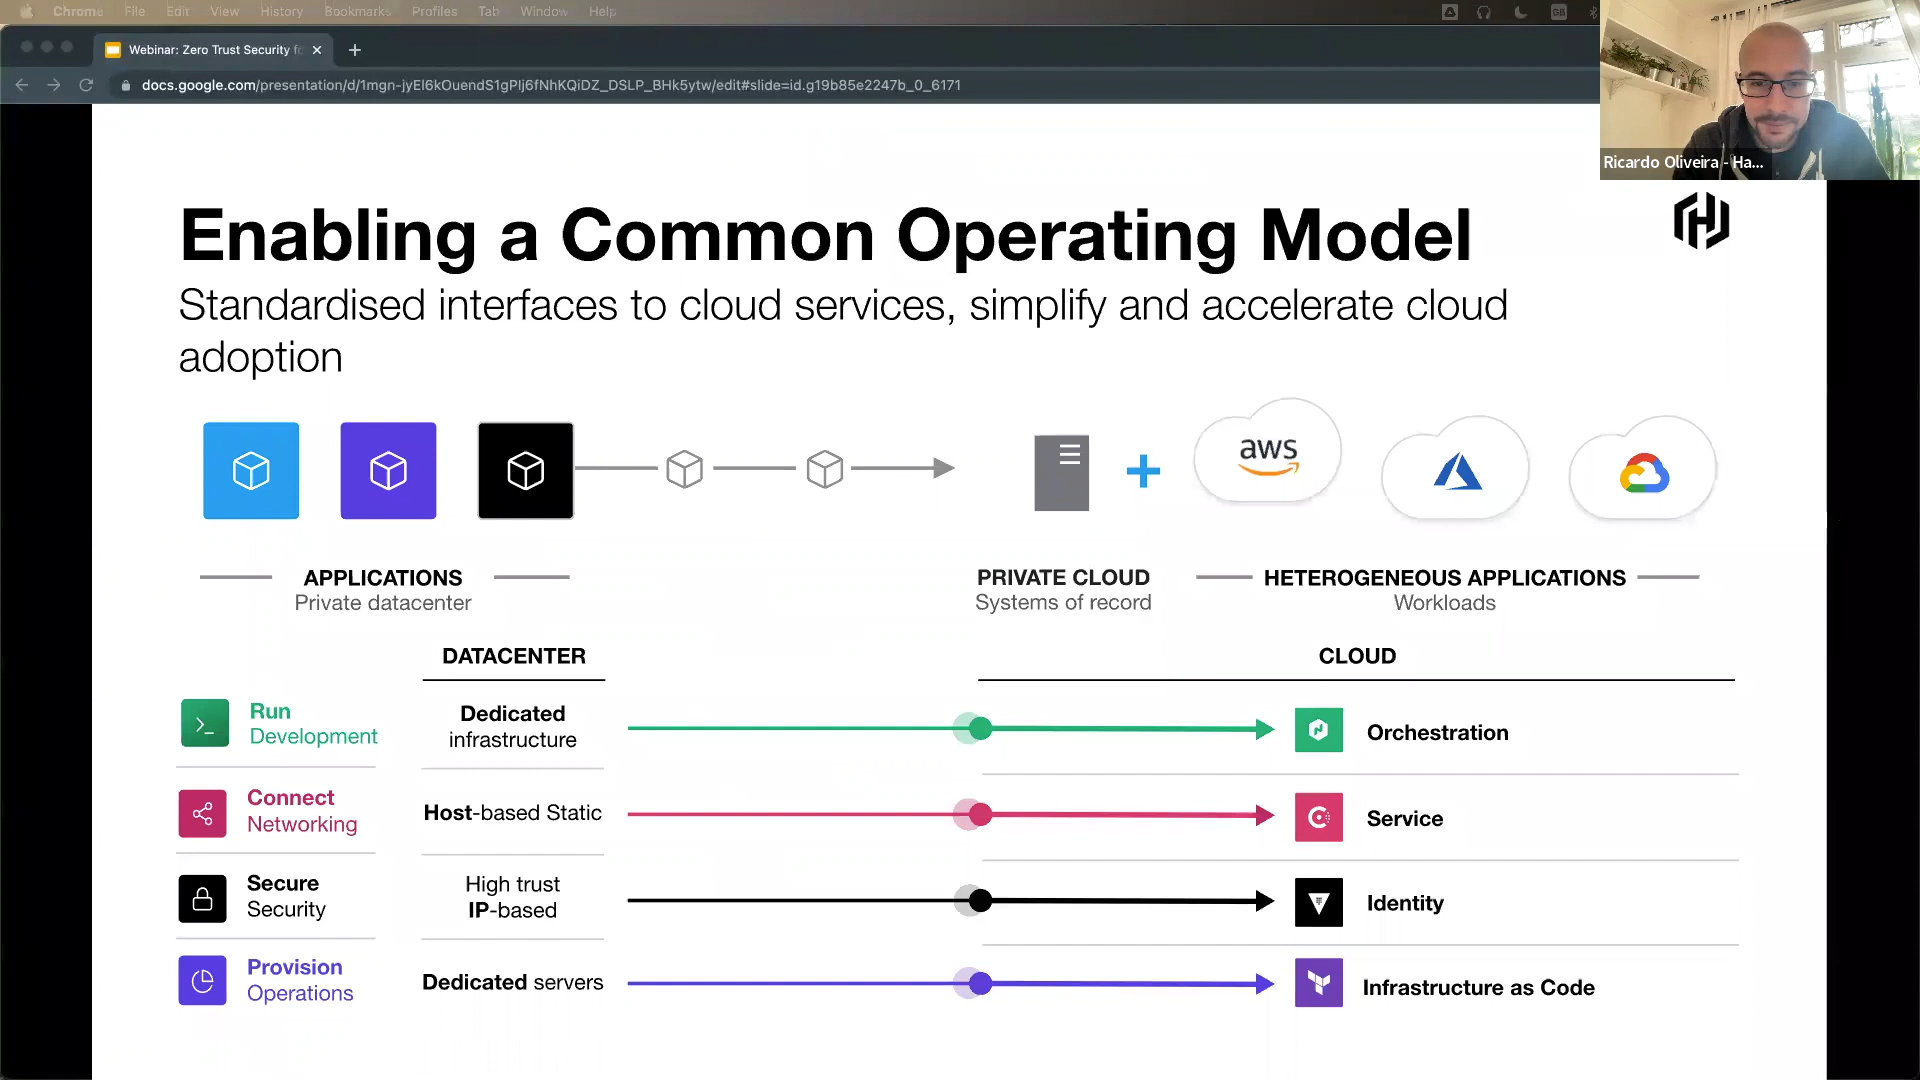 Chrome File Edit View History Bookmarks Profiles Tab Window Help
Webinar: Zero Trust Security fo
docs.google.com/presentation/d/1mgn-jyEl6kOuendS1gPlj6fNhKQiDZ_DSLP_BHk5ytw/edit#slide=id.g19b85e2247b_0_6171
Ricardo Oliveira - Ha...
Enabling a Common Operating Model
Standardised interfaces to cloud services, simplify and accelerate cloud
adoption
aws
APPLICATIONS
Private datacenter
PRIVATE CLOUD
Systems of record
HETEROGENEOUS APPLICATIONS
Workloads
DATACENTER
CLOUD
Run
Development
Dedicated
infrastructure
Orchestration
Connect
Networking
Host-based Static
Service
Secure
Security
High trust
IP-based
Identity
Provision
Operations
Dedicated servers
Infrastructure as Code